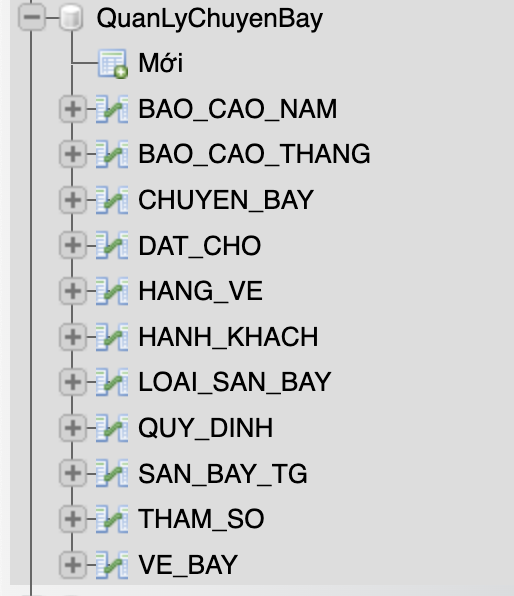 QuanLyChuyenBay
Mới
BAO_CAO_NAM
BAO_CAO_THANG
CHUYEN_BAY
DAT_CHO
HANG_VE
HANH_KHACH
LOAI_SAN_BAY
QUY_DINH
SAN_BAY_TG
THAM_SO
VE_BAY